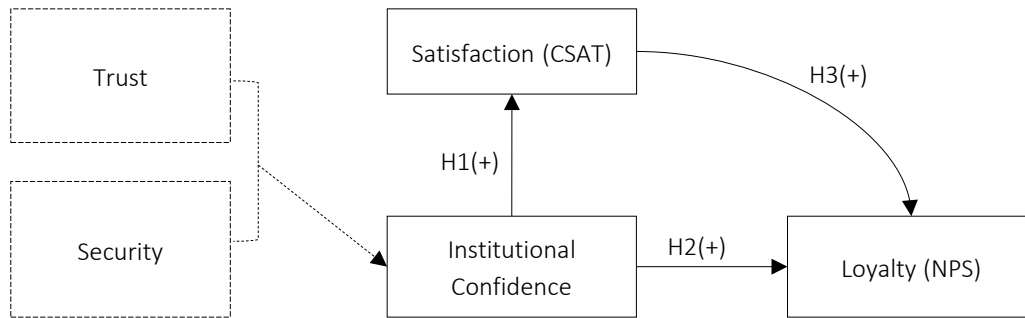 Trust
Satisfaction (CSAT)
H3(+)
H1(+)
Security
Institutional
Confidence
H2(+)
Loyalty (NPS)